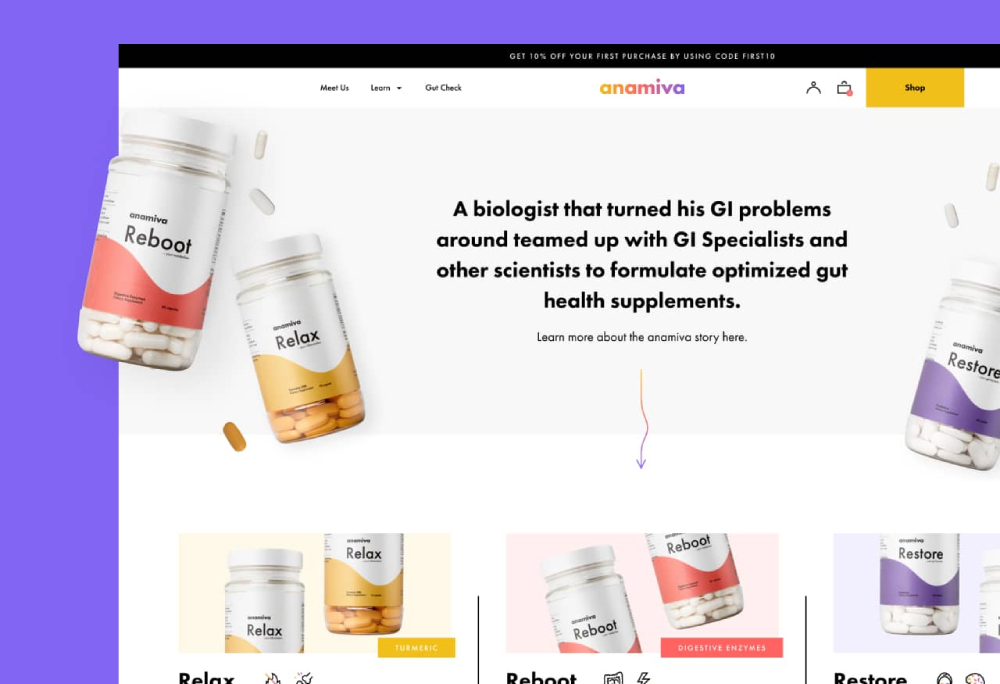 GET 10% OFF YOUR FIRST PURCHASE BY USING CODE FIRST10
Meet Us
Learn
Gut Check
anamiva
Shop
anamiva
Reboot
anamiva
Relax
A biologist that turned his GI problems
around teamed up with GI Specialists and
other scientists to formulate optimized gut
health supplements.
Learn more about the anamiva story here.
anamiva
Restore
anamiva
Relax
anamiva
Relax
TURMERIC
anamiva
Reboot
anamiva
Reboot
DIGESTIVE ENZYMES
anamiva
Restore
Relax
Reboot
Restore